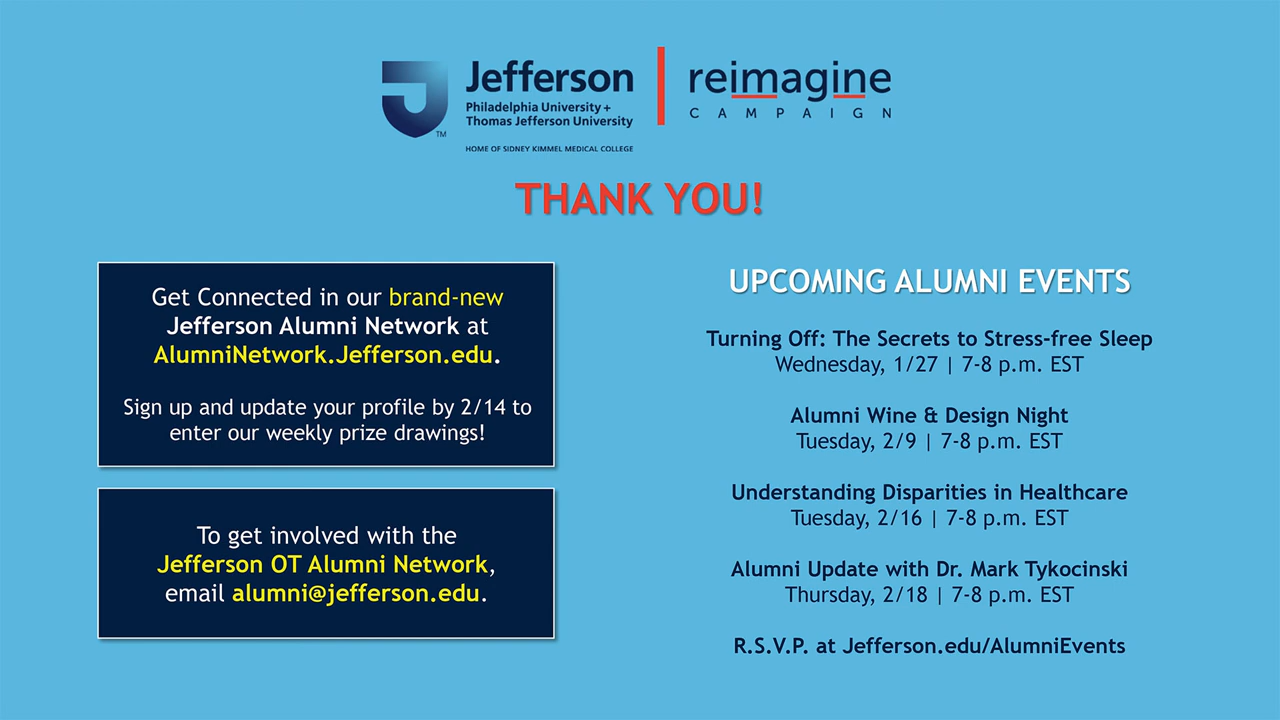 Jefferson
Philadelphia University +
Thomas Jefferson University
HOME OF SIDNEY KIMMEL MEDICAL COLLEGE
TM
reimagine
CAMPAIGN
THANK YOU!
Get Connected in our brand-new
Jefferson Alumni Network at
AlumniNetwork.Jefferson.edu.
Sign up and update your profile by 2/14 to
enter our weekly prize drawings!
To get involved with the
Jefferson OT Alumni Network,
email alumni@jefferson.edu.
UPCOMING ALUMNI EVENTS
Turning Off: The Secrets to Stress-free Sleep
Wednesday, 1/27 | 7-8 p.m. EST
Alumni Wine & Design Night
Tuesday, 2/9 | 7-8 p.m. EST
Understanding Disparities in Healthcare
Tuesday, 2/16 | 7-8 p.m. EST
Alumni Update with Dr. Mark Tykocinski
Thursday, 2/18 | 7-8 p.m. EST
R.S.V.P. at Jefferson.edu/AlumniEvents